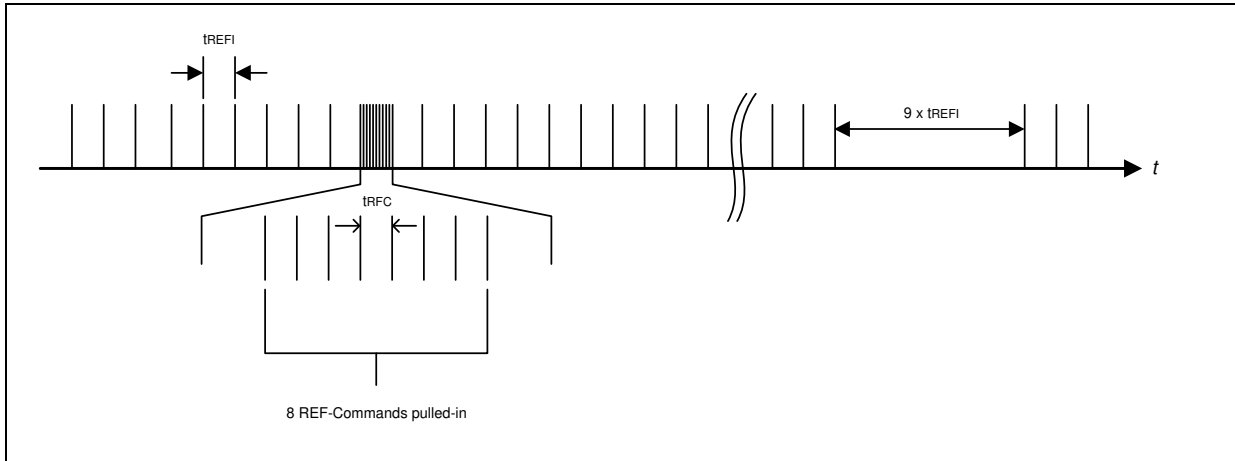 tREFI
9 x tREFI
t
tRFC
8 REF-Commands pulled-in